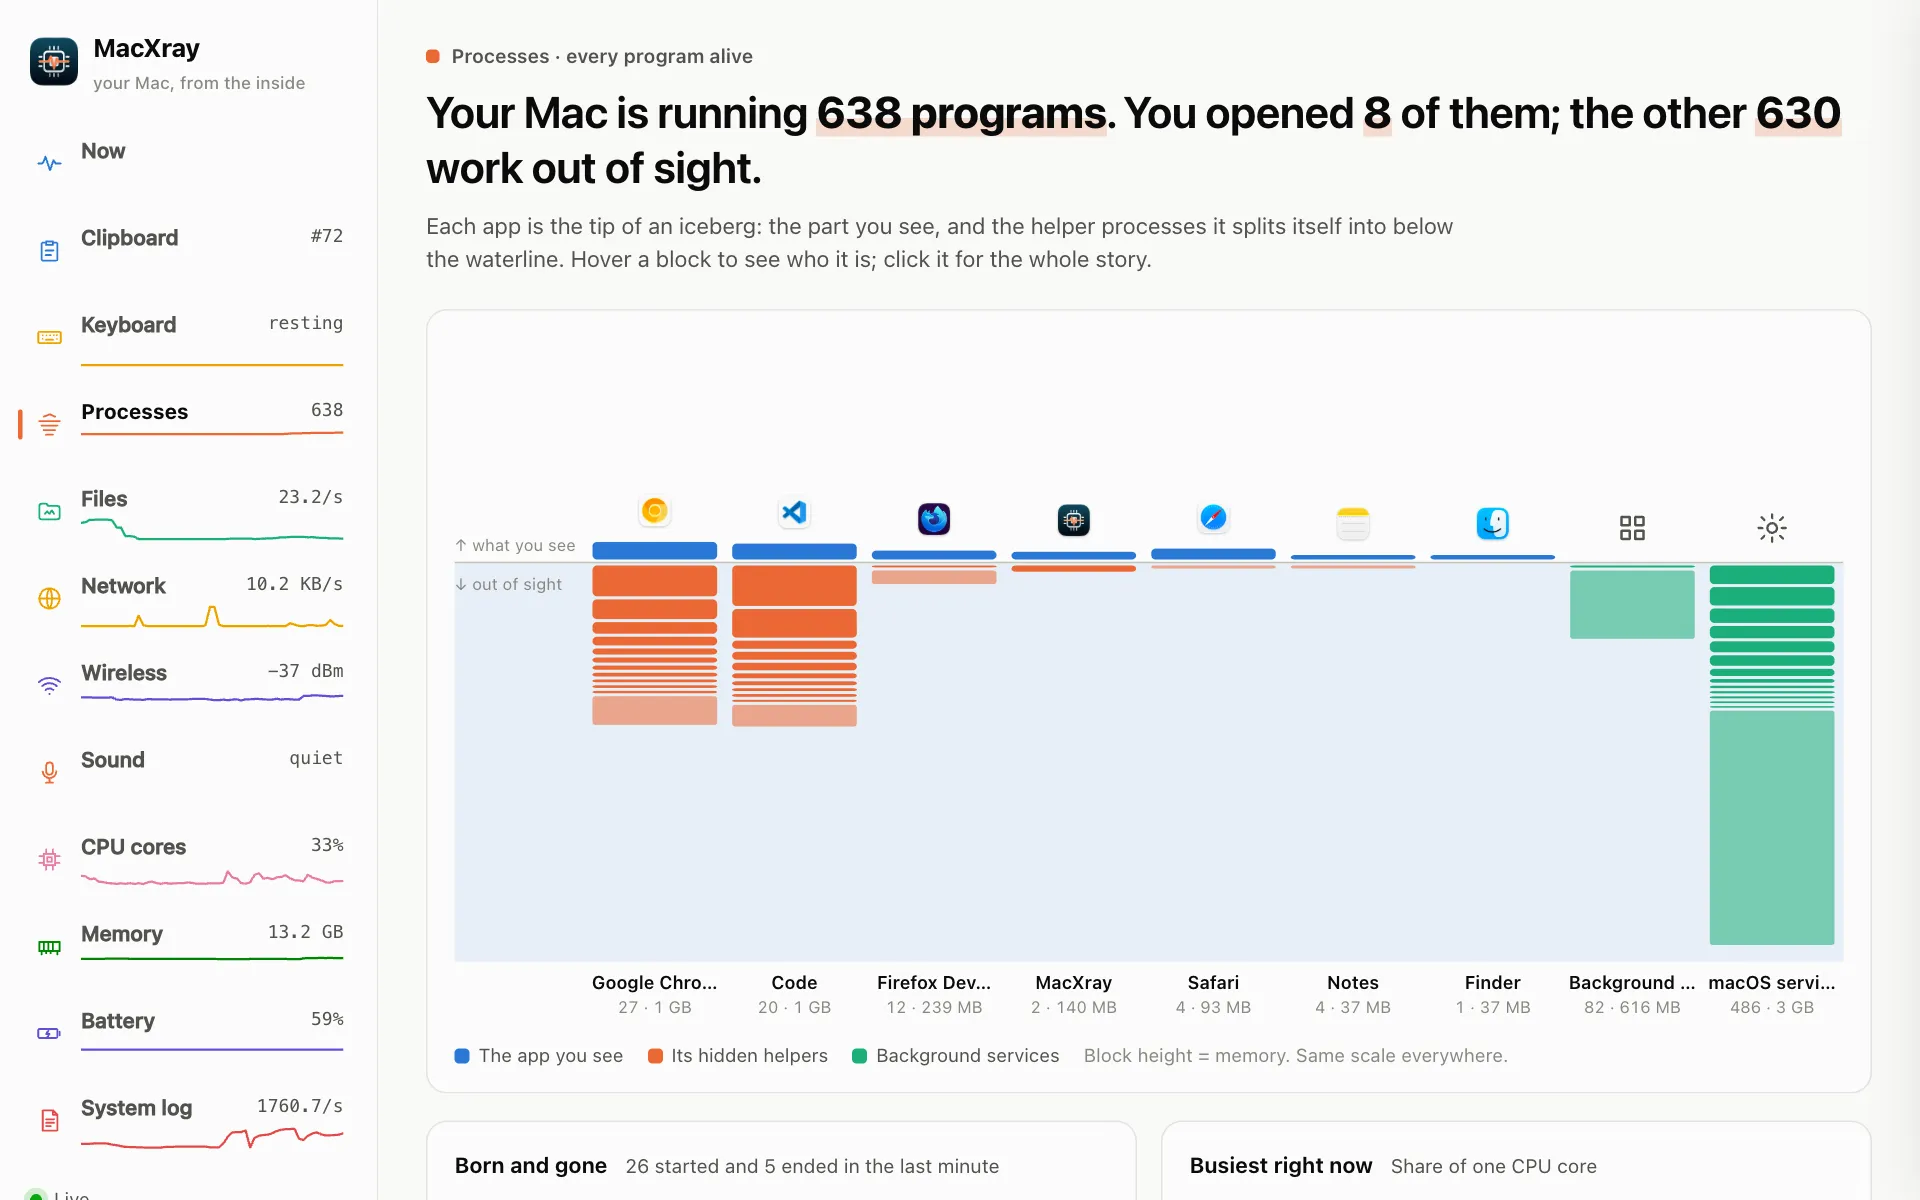 MacXray
your Mac, from the inside
Now
Clipboard #72
Keyboard resting
Processes 638
Files 23.2/s
Network 10.2 KB/s
Wireless −37 dBm
Sound quiet
CPU cores 33%
Memory 13.2 GB
Battery 59%
System log 1760.7/s
Live
Processes · every program alive
Your Mac is running 638 programs. You opened 8 of them; the other 630
work out of sight.
Each app is the tip of an iceberg: the part you see, and the helper processes it splits itself into below
the waterline. Hover a block to see who it is; click it for the whole story.
↑ what you see
↓ out of sight
Google Chro... Code Firefox Dev... MacXray Safari Notes Finder Background ... macOS servi...
27 · 1 GB 20 · 1 GB 12 · 239 MB 2 · 140 MB 4 · 93 MB 4 · 37 MB 1 · 37 MB 82 · 616 MB 486 · 3 GB
The app you see Its hidden helpers Background services Block height = memory. Same scale everywhere.
Born and gone 26 started and 5 ended in the last minute
Busiest right now Share of one CPU core